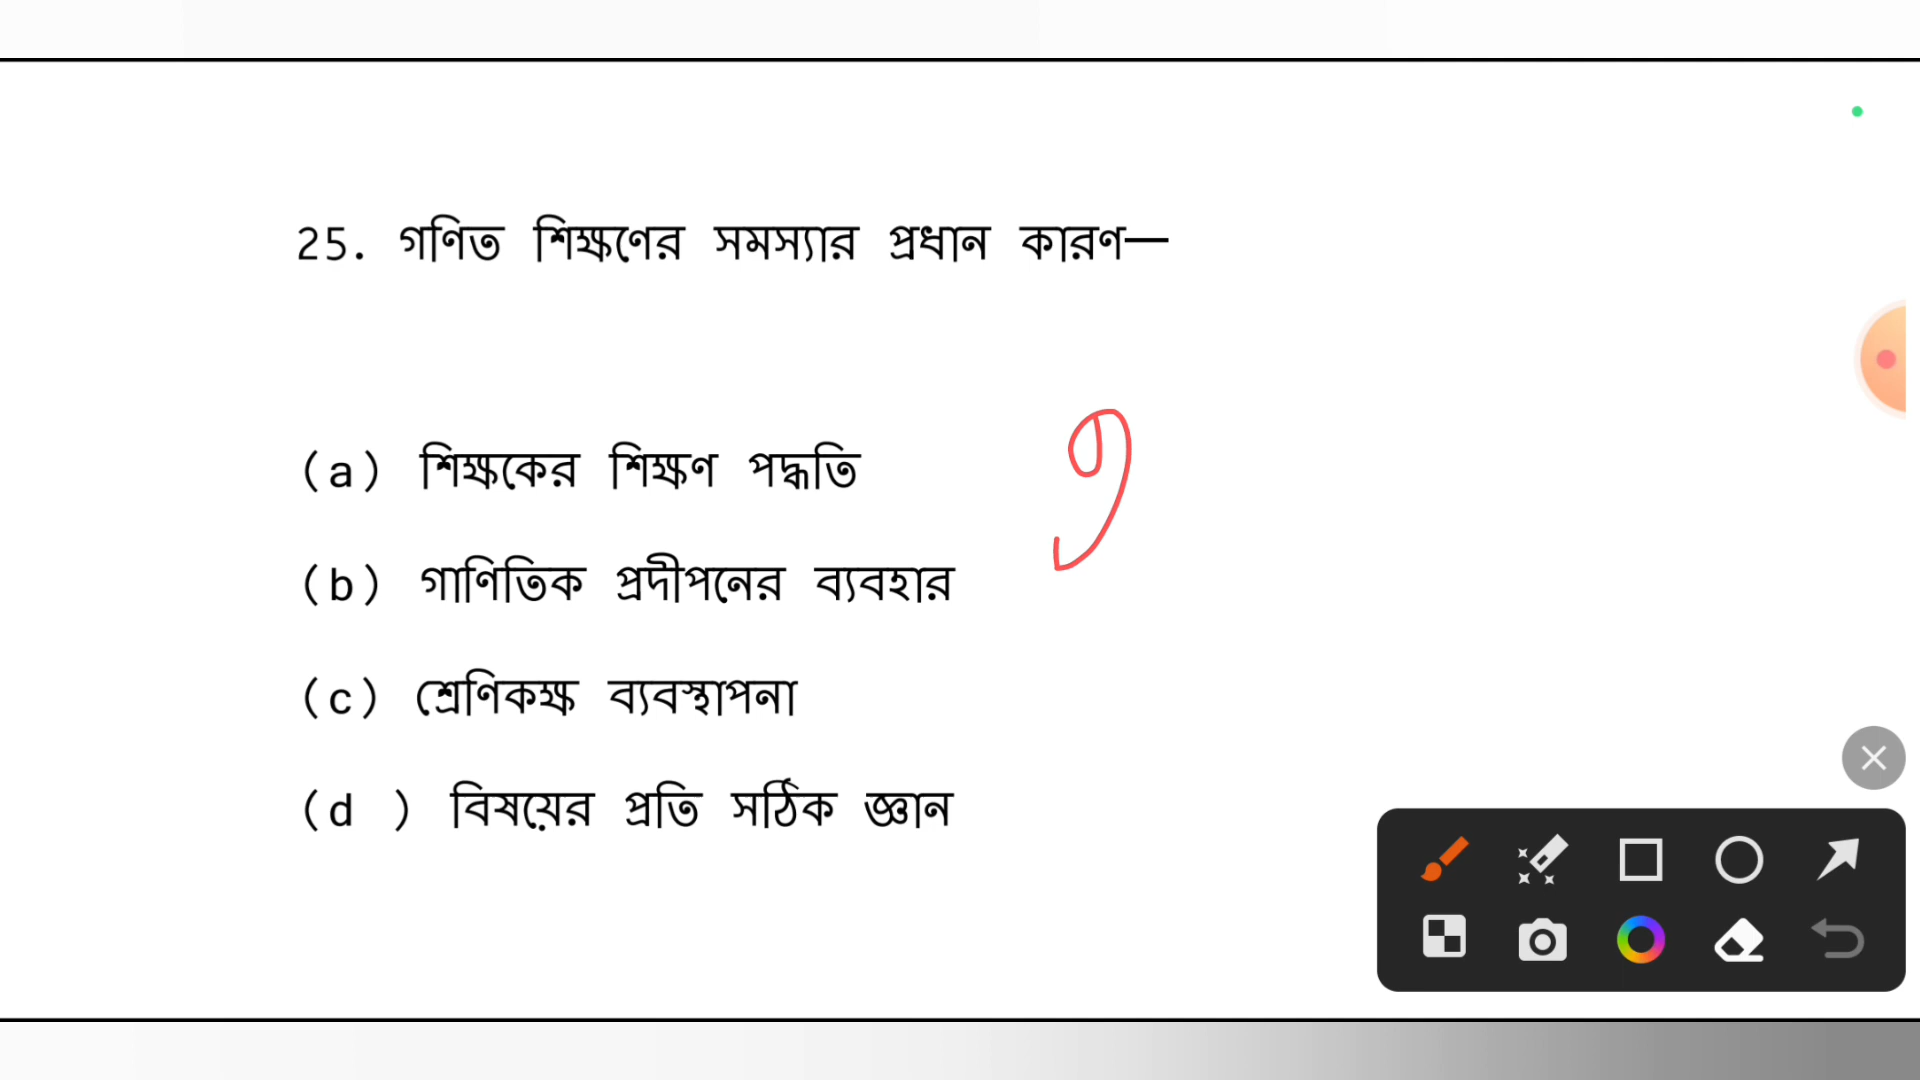 25. গণিত শিক্ষণের সমস্যার প্রধান কারণ—
(a) শিক্ষকের শিক্ষণ পদ্ধতি
(b) গাণিতিক প্রদীপনের ব্যবহার
(c) শ্রেণিকক্ষ ব্যবস্থাপনা
(d ) বিষয়ের প্রতি সঠিক জ্ঞান